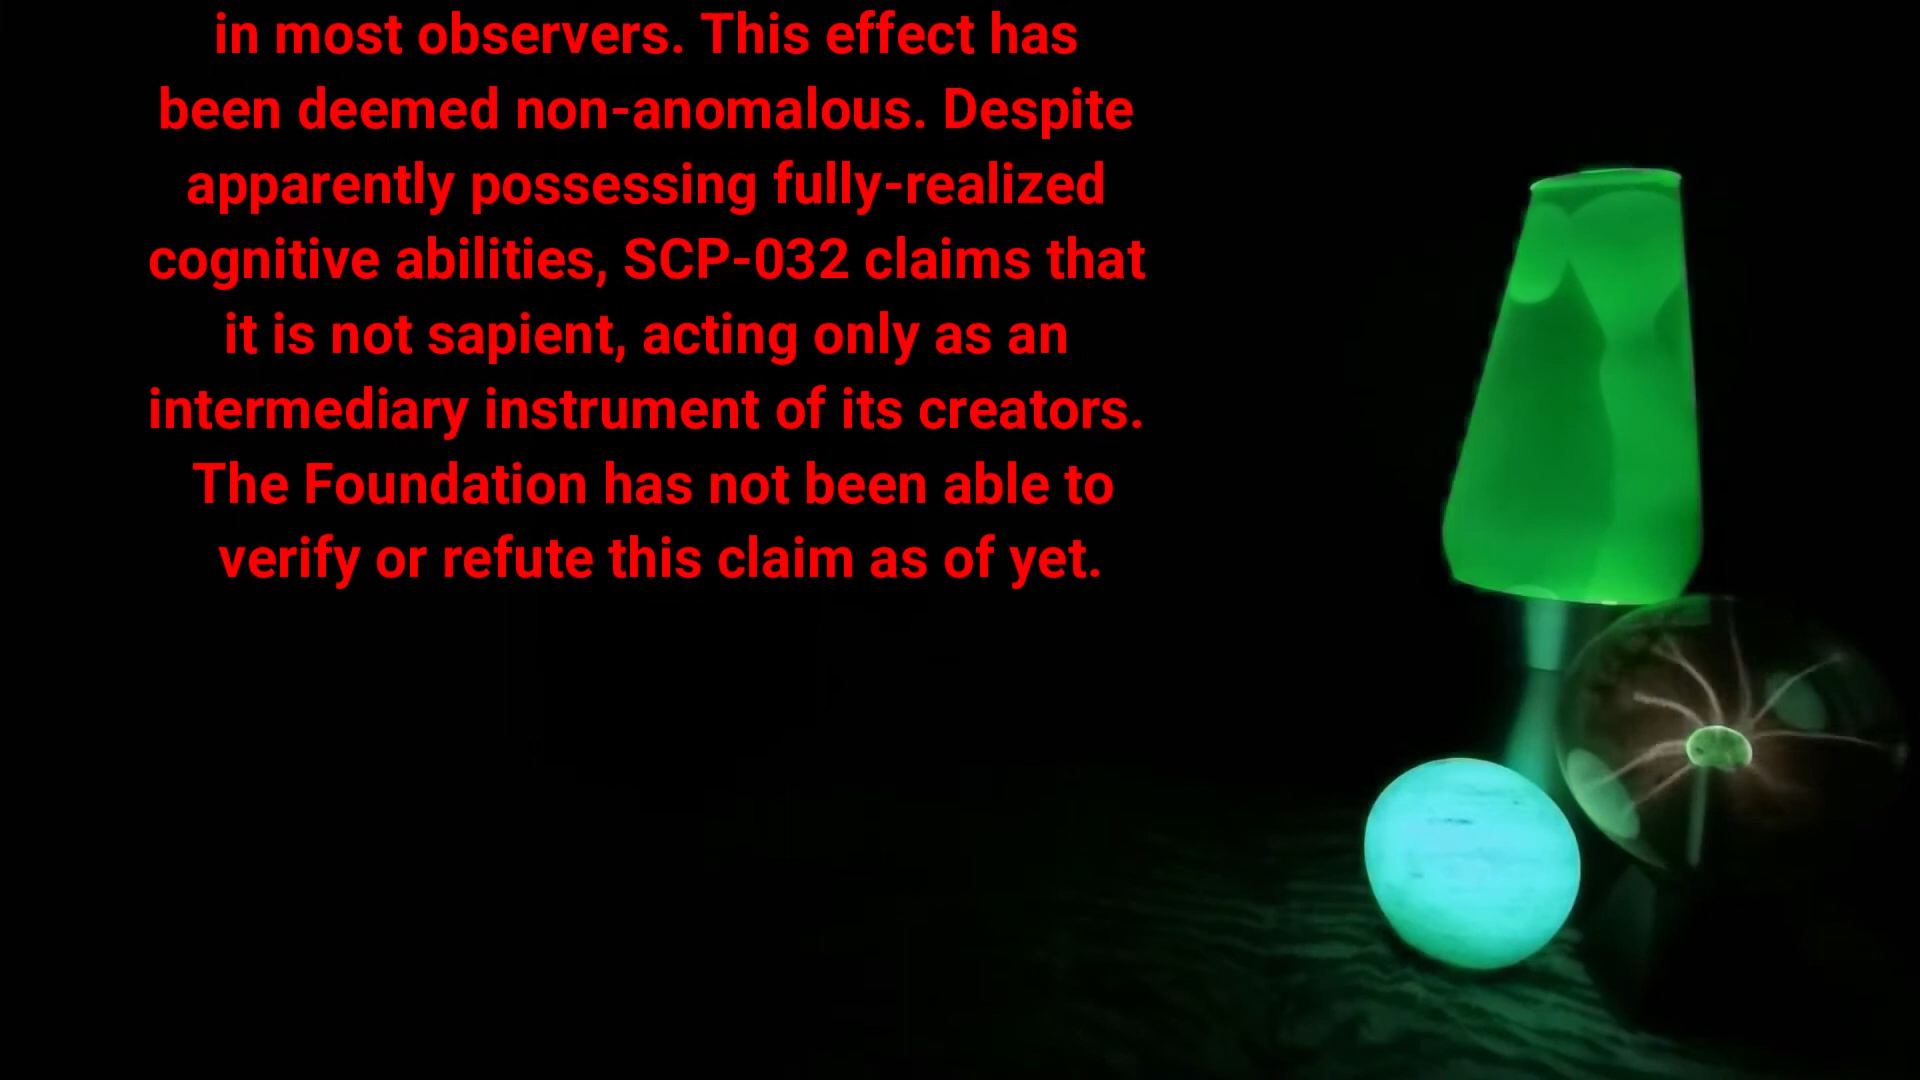 in most observers. This effect has
been deemed non-anomalous. Despite
apparently possessing fully-realized
cognitive abilities, SCP-032 claims that
it is not sapient, acting only as an
intermediary instrument of its creators.
The Foundation has not been able to
verify or refute this claim as of yet.